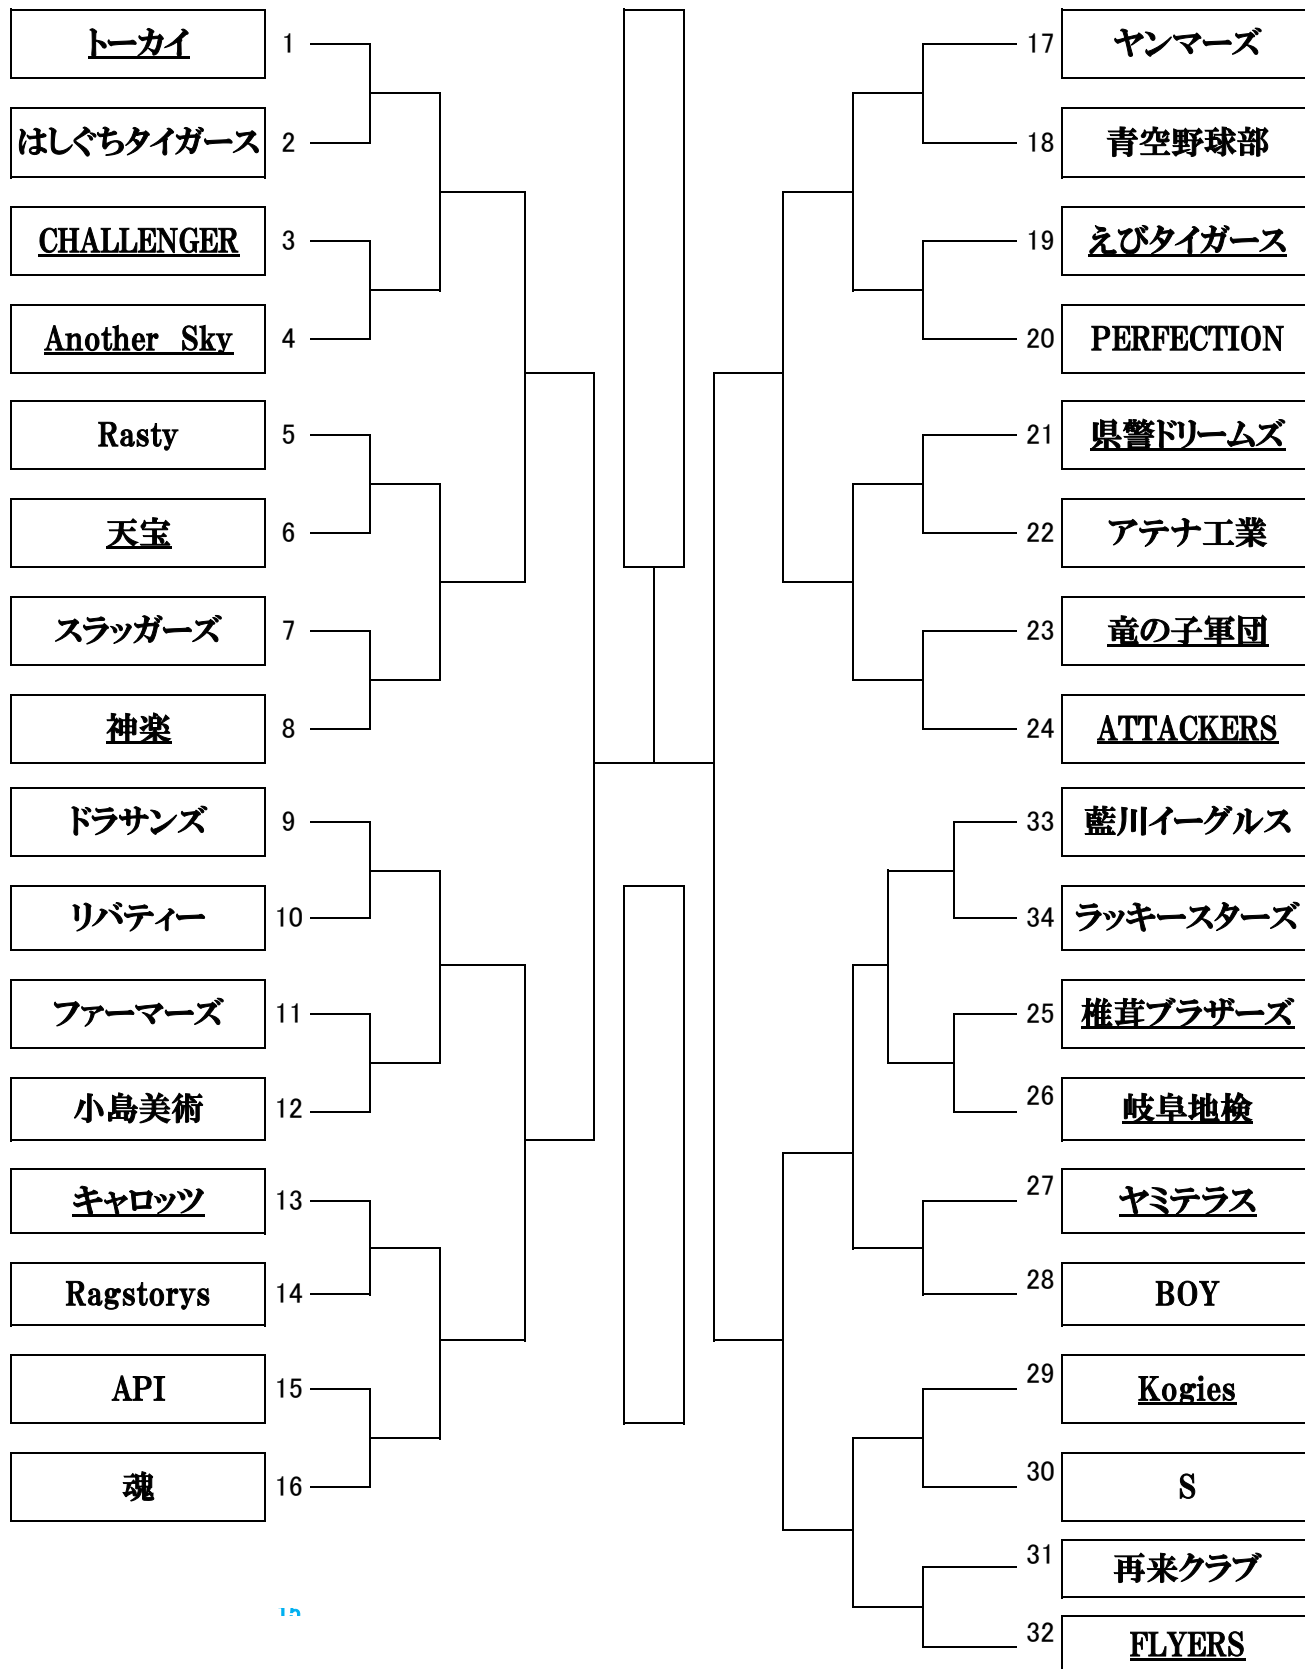 トーカイ 1
はしぐちタイガース 2
CHALLENGER 3
Another Sky 4
Rasty 5
天宝 6
スラッガーズ 7
神楽 8
ドラサンズ 9
リバティー 10
ファーマーズ 11
小島美術 12
キャロッツ 13
Ragstorys 14
API 15
魂 16
17 ヤンマーズ
18 青空野球部
19 えびタイガース
20 PERFECTION
21 県警ドリームズ
22 アテナ工業
23 竜の子軍団
24 ATTACKERS
33 藍川イーグルス
34 ラッキースターズ
25 椎茸ブラザーズ
26 岐阜地検
27 ヤミテラス
28 BOY
29 Kogies
30 S
31 再来クラブ
32 FLYERS